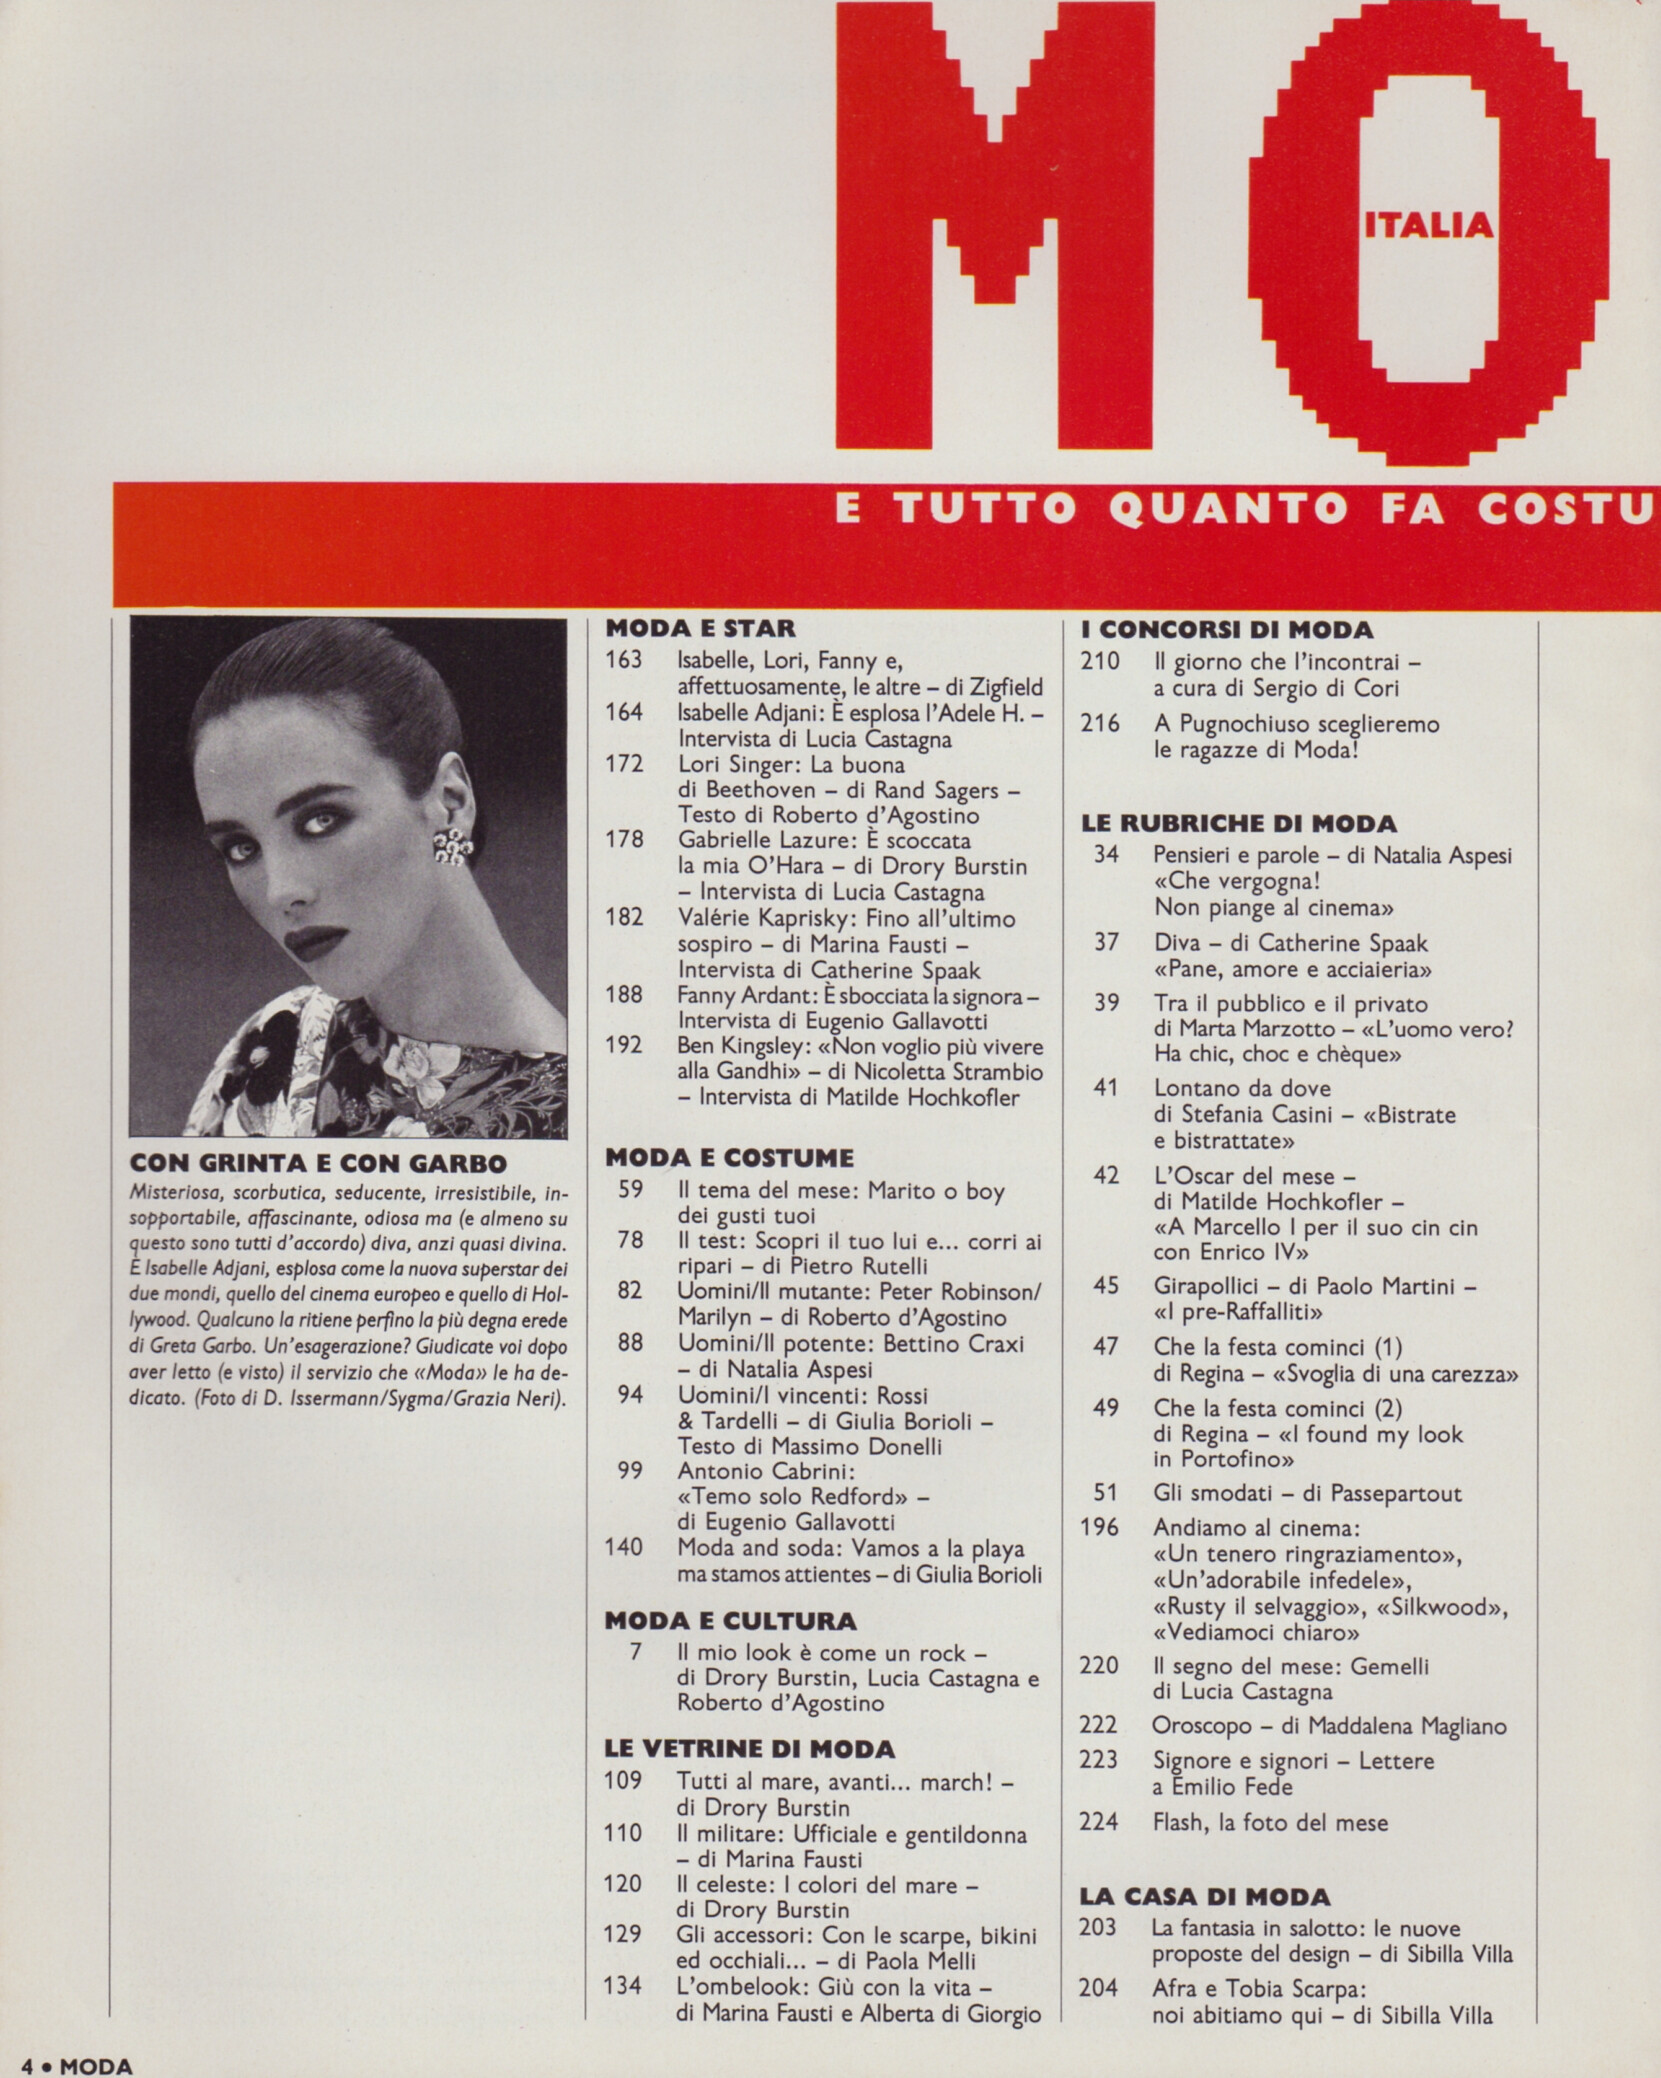 MO
ITALIA
E TUTTO QUANTO FA COSTU
CON GRINTA E CON GARBO
Misteriosa, scorbutica, seducente, irresistibile, in-
sopportabile, affascinante, odiosa ma (e almeno su
questo sono tutti d'accordo) diva, anzi quasi divina.
È Isabelle Adjani, esplosa come la nuova superstar dei
due mondi, quello del cinema europeo e quello di Hol-
lywood. Qualcuno la ritiene perfino la più degna erede
di Greta Garbo. Un'esagerazione? Giudicate voi dopo
aver letto (e visto) il servizio che «Moda» le ha de-
dicato. (Foto di D. Issermann/Sygma/Grazia Neri).
MODA E STAR
163 Isabelle, Lori, Fanny e,
affettuosamente, le altre – di Zigfield
164 Isabelle Adjani: È esplosa l'Adele H. –
Intervista di Lucia Castagna
172 Lori Singer: La buona
di Beethoven – di Rand Sagers –
Testo di Roberto d'Agostino
178 Gabrielle Lazure: È scoccata
la mia O'Hara – di Drory Burstin
– Intervista di Lucia Castagna
182 Valérie Kaprisky: Fino all'ultimo
sospiro – di Marina Fausti –
Intervista di Catherine Spaak
188 Fanny Ardant: È sbocciata la signora –
Intervista di Eugenio Gallavotti
192 Ben Kingsley: «Non voglio più vivere
alla Gandhi» – di Nicoletta Strambio
– Intervista di Matilde Hochkofler
MODA E COSTUME
59 Il tema del mese: Marito o boy
dei gusti tuoi
78 Il test: Scopri il tuo lui e... corri ai
ripari – di Pietro Rutelli
82 Uomini/Il mutante: Peter Robinson/
Marilyn – di Roberto d'Agostino
88 Uomini/Il potente: Bettino Craxi
– di Natalia Aspesi
94 Uomini/I vincenti: Rossi
& Tardelli – di Giulia Borioli –
Testo di Massimo Donelli
99 Antonio Cabrini:
«Temo solo Redford» –
di Eugenio Gallavotti
140 Moda and soda: Vamos a la playa
ma stamos attientes – di Giulia Borioli
MODA E CULTURA
7 Il mio look è come un rock –
di Drory Burstin, Lucia Castagna e
Roberto d'Agostino
LE VETRINE DI MODA
109 Tutti al mare, avanti... march! –
di Drory Burstin
110 Il militare: Ufficiale e gentildonna
– di Marina Fausti
120 Il celeste: I colori del mare –
di Drory Burstin
129 Gli accessori: Con le scarpe, bikini
ed occhiali... – di Paola Melli
134 L'ombelook: Giù con la vita –
di Marina Fausti e Alberta di Giorgio
I CONCORSI DI MODA
210 Il giorno che l'incontrai –
a cura di Sergio di Cori
216 A Pugnochiuso sceglieremo
le ragazze di Moda!
LE RUBRICHE DI MODA
34 Pensieri e parole – di Natalia Aspesi
«Che vergogna!
Non piange al cinema»
37 Diva – di Catherine Spaak
«Pane, amore e acciaieria»
39 Tra il pubblico e il privato
di Marta Marzotto – «L'uomo vero?
Ha chic, choc e chèque»
41 Lontano da dove
di Stefania Casini – «Bistrate
e bistrattate»
42 L'Oscar del mese –
di Matilde Hochkofler –
«A Marcello I per il suo cin cin
con Enrico IV»
45 Girapollici – di Paolo Martini –
«I pre-Raffalliti»
47 Che la festa cominci (1)
di Regina – «Svoglia di una carezza»
49 Che la festa cominci (2)
di Regina – «I found my look
in Portofino»
51 Gli smodati – di Passepartout
196 Andiamo al cinema:
«Un tenero ringraziamento»,
«Un'adorabile infedele»,
«Rusty il selvaggio», «Silkwood»,
«Vediamoci chiaro»
220 Il segno del mese: Gemelli
di Lucia Castagna
222 Oroscopo – di Maddalena Magliano
223 Signore e signori – Lettere
a Emilio Fede
224 Flash, la foto del mese
LA CASA DI MODA
203 La fantasia in salotto: le nuove
proposte del design – di Sibilla Villa
204 Afra e Tobia Scarpa:
noi abitiamo qui – di Sibilla Villa
4 • MODA